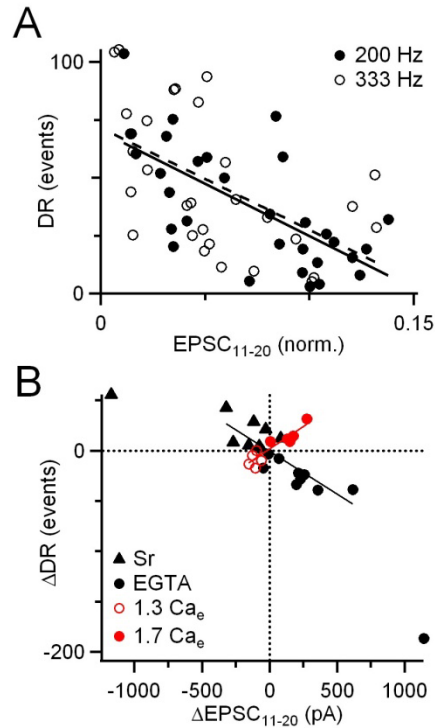 A
100
DR (events)
0
200 Hz
333 Hz
0
0.15
EPSC₁₁₋₂₀ (norm.)
B
0
ΔDR (events)
-200
Sr
EGTA
1.3 Caₑ
1.7 Caₑ
-1000
-500
0
500
1000
ΔEPSC₁₁₋₂₀ (pA)